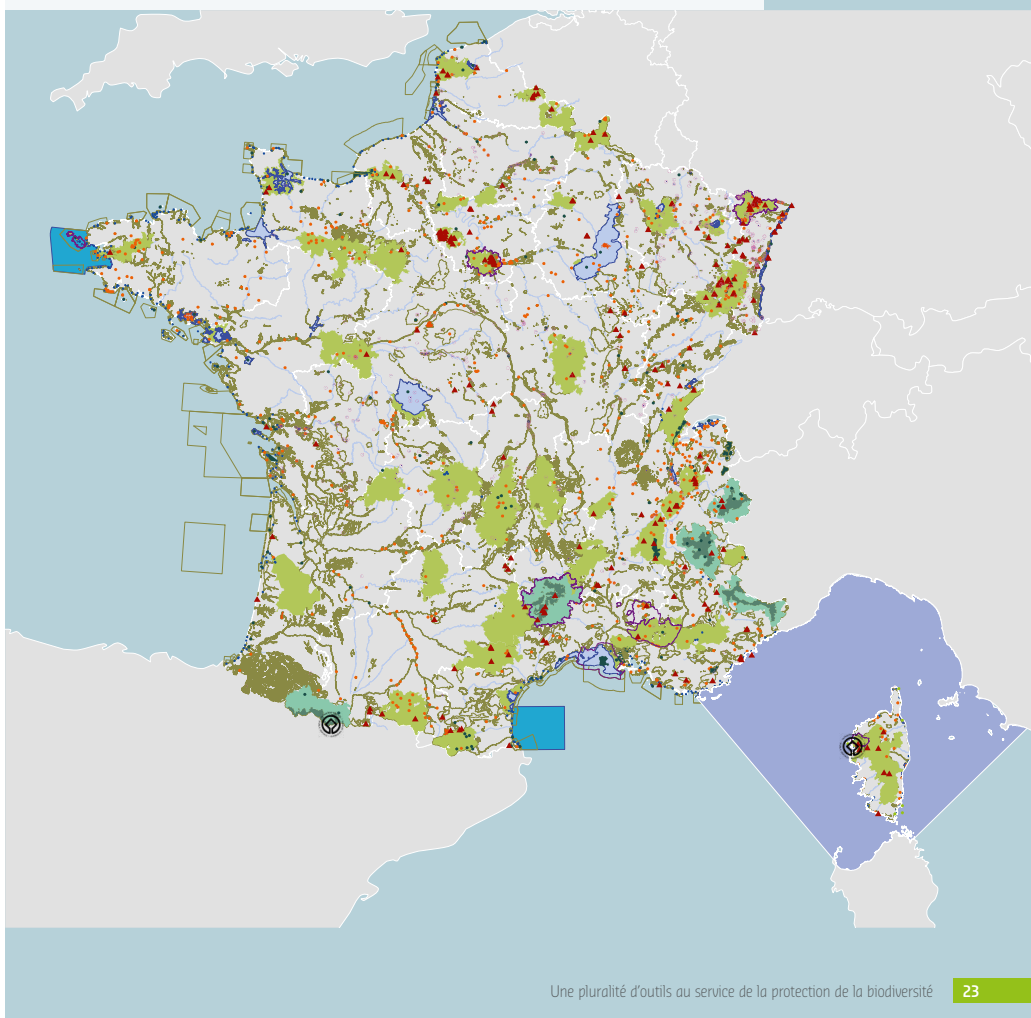 Une pluralité d'outils au service de la protection de la biodiversité 23